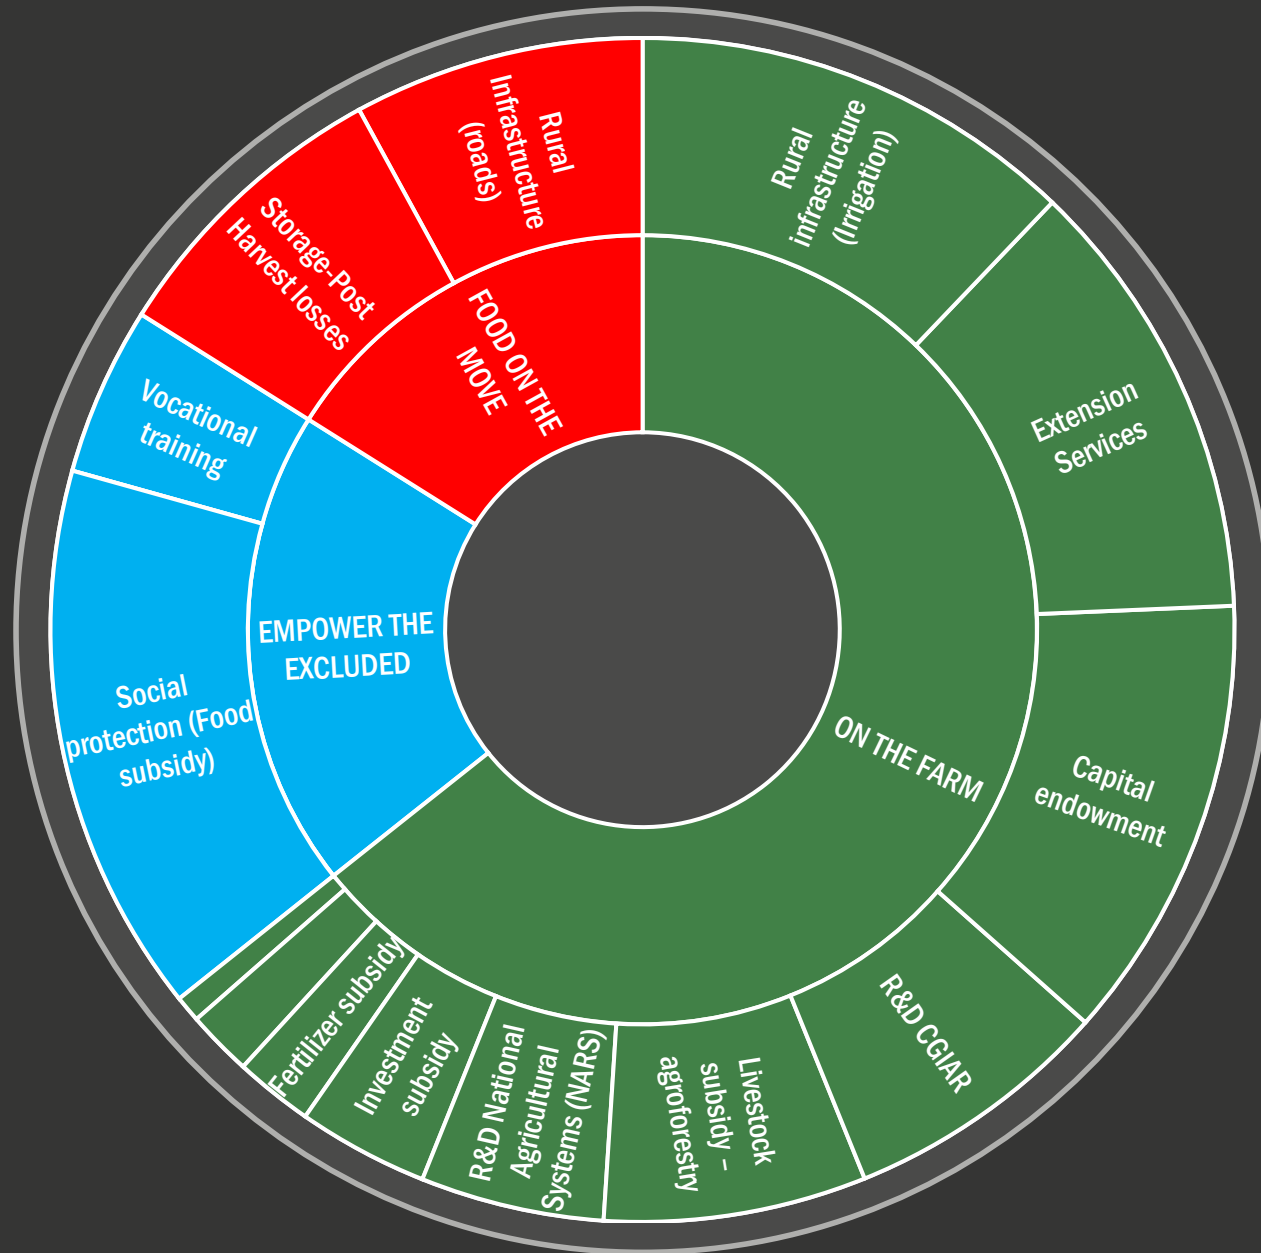 Rural
infrastructure
(Irrigation)
Extension
Services
Capital
endowment
R&D CGIAR
Livestock
subsidy –
agroforestry
R&D National
Agricultural
Systems (NARS)
Investment
subsidy
Fertilizer subsidy
Social
protection (Food
subsidy)
Vocational
training
Storage-Post
Harvest losses
Rural
Infrastructure
(roads)
FOOD ON THE
MOVE
EMPOWER THE
EXCLUDED
ON THE FARM